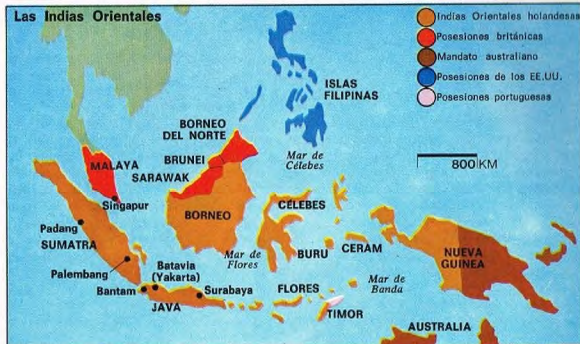 Las Indias Orientales
Indias Orientales holandesas
Posesiones británicas
Mandato australiano
Posesiones de los EE.UU.
Posesiones portuguesas
ISLAS
FILIPINAS
BORNEO
DEL NORTE
BRUNEI
SARAWAK
Mar de
Célebes
800 KM
MALAYA
Singapur
BORNEO
CÉLEBES
Padang
SUMATRA
Palembang
Mar de
Flores
BURU
CERAM
NUEVA
GUINEA
Batavia
(Yakarta)
Bantam
JAVA
Surabaya
FLORES
Mar de
Banda
TIMOR
AUSTRALIA